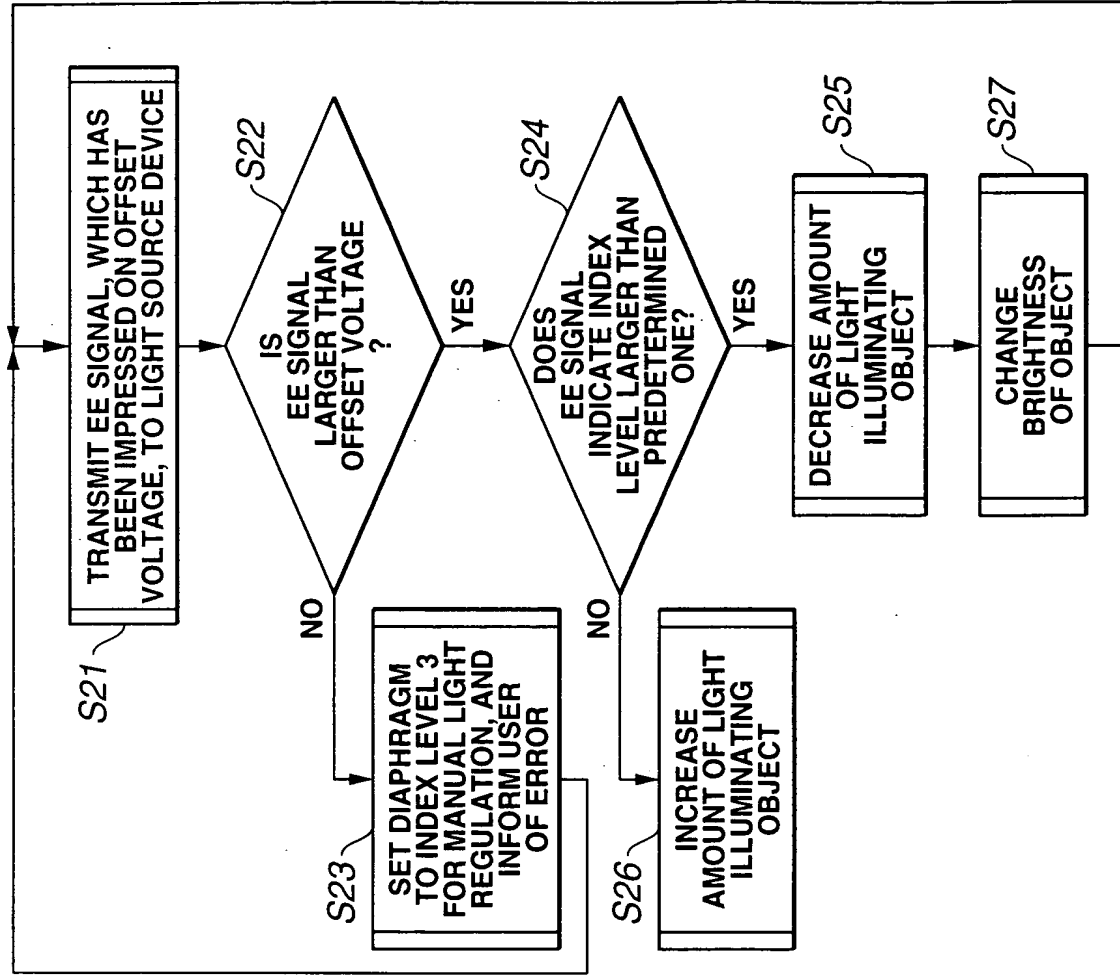 S21
TRANSMIT EE SIGNAL, WHICH HAS
BEEN IMPRESSED ON OFFSET
VOLTAGE, TO LIGHT SOURCE DEVICE
S22
IS
EE SIGNAL
LARGER THAN
OFFSET VOLTAGE
?
NO
YES
S23
SET DIAPHRAGM
TO INDEX LEVEL 3
FOR MANUAL LIGHT
REGULATION, AND
INFORM USER
OF ERROR
S24
DOES
EE SIGNAL
INDICATE INDEX
LEVEL LARGER THAN
PREDETERMINED
ONE?
NO
YES
S26
INCREASE
AMOUNT OF LIGHT
ILLUMINATING
OBJECT
S25
DECREASE AMOUNT
OF LIGHT
ILLUMINATING
OBJECT
S27
CHANGE
BRIGHTNESS
OF OBJECT